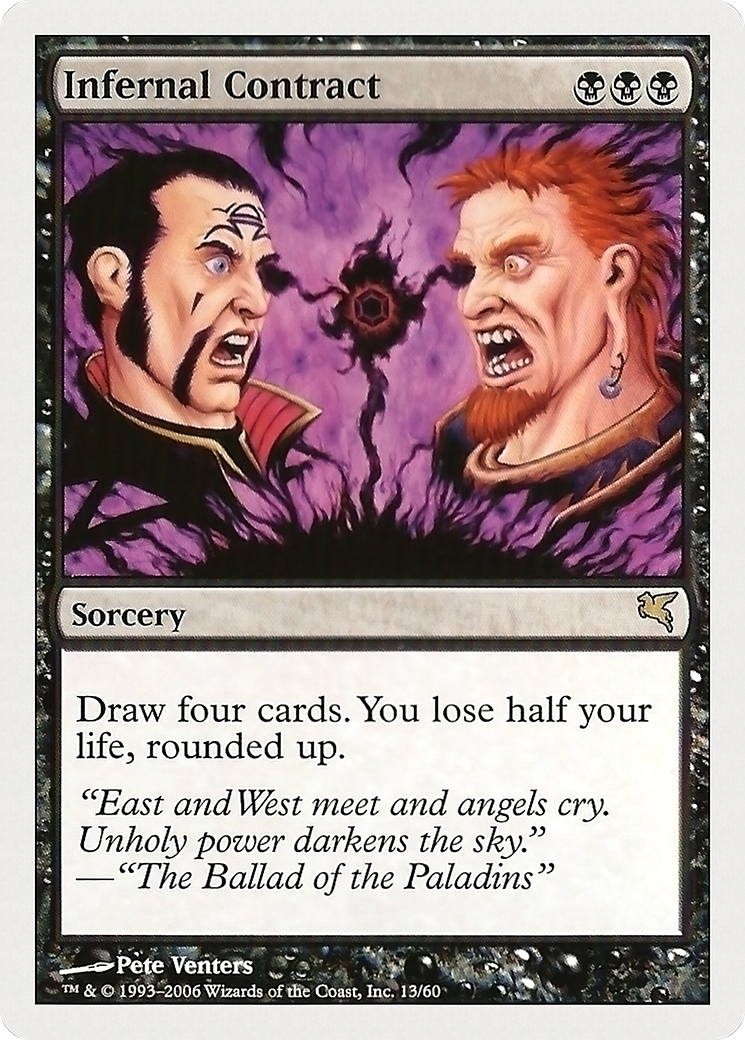 Infernal Contract
Sorcery
Draw four cards. You lose half your
life, rounded up.
“East and West meet and angels cry.
Unholy power darkens the sky.”
—“The Ballad of the Paladins”
Pete Venters
™ & © 1993–2006 Wizards of the Coast, Inc. 13/60